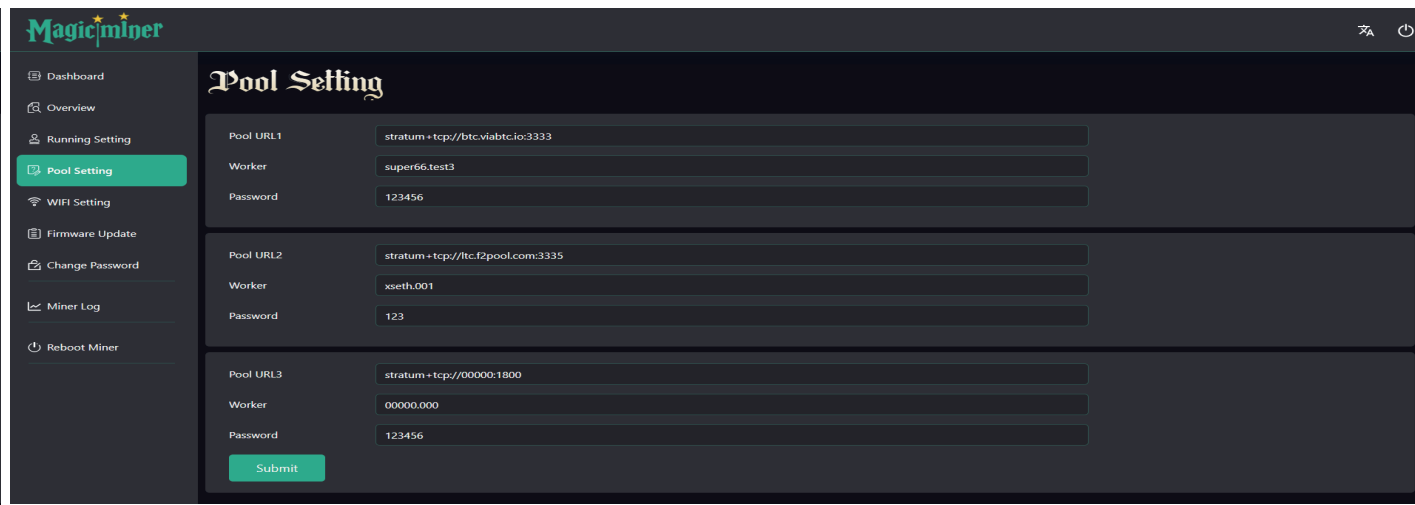 Magicminer
Dashboard
Overview
Running Setting
Pool Setting
WIFI Setting
Firmware Update
Change Password
Miner Log
Reboot Miner
Pool Setting
Pool URL1 stratum+tcp://btc.viabtc.io:3333
Worker super66.test3
Password 123456
Pool URL2 stratum+tcp://ltc.f2pool.com:3335
Worker xseth.001
Password 123
Pool URL3 stratum+tcp://00000:1800
Worker 00000.000
Password 123456
Submit